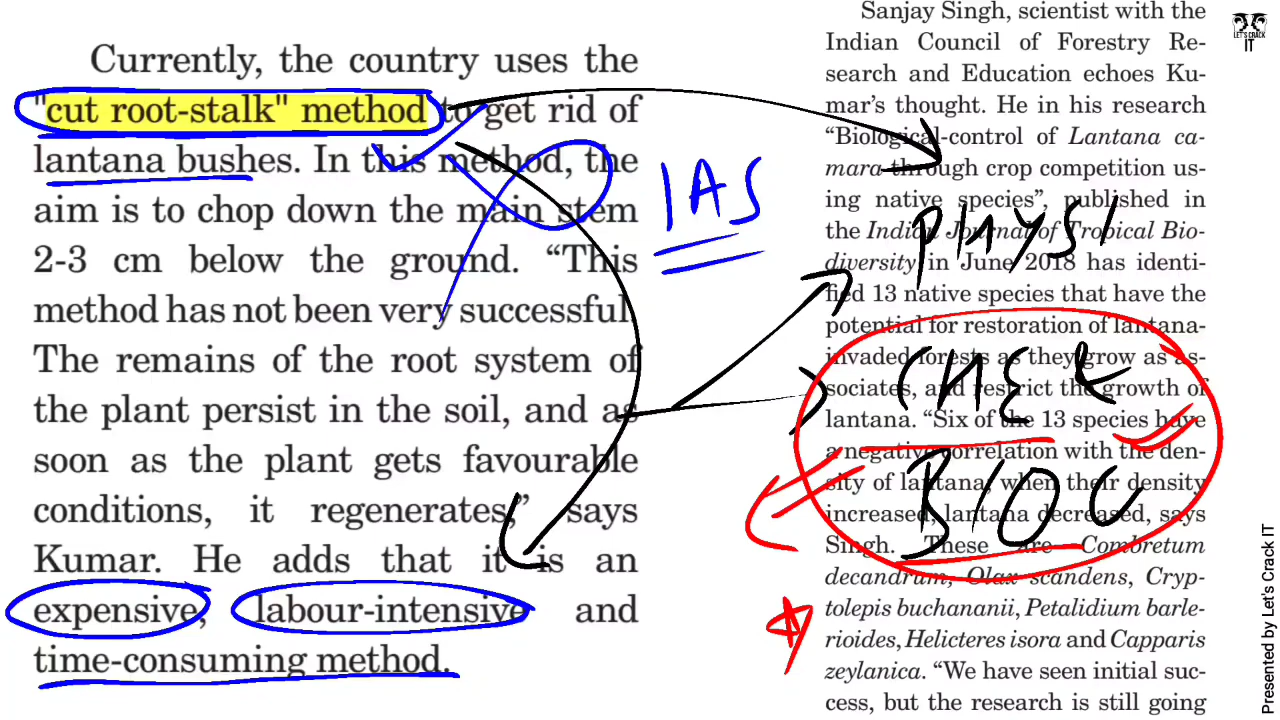 Currently, the country uses the
"cut root-stalk" method to get rid of
lantana bushes. In this method, the
aim is to chop down the main stem
2-3 cm below the ground. “This
method has not been very successful.
The remains of the root system of
the plant persist in the soil, and as
soon as the plant gets favourable
conditions, it regenerates,” says
Kumar. He adds that it is an
expensive, labour-intensive and
time-consuming method.
IAS
Sanjay Singh, scientist with the
Indian Council of Forestry Re-
search and Education echoes Ku-
mar’s thought. He in his research
“Biological-control of Lantana ca-
mara through crop competition us-
ing native species”, published in
the Indian Journal of Tropical Bio-
diversity in June 2018 has identi-
fied 13 native species that have the
potential for restoration of lantana-
invaded forests as they grow as as-
sociates, and restrict the growth of
lantana. “Six of the 13 species have
a negative correlation with the den-
sity of lantana, when their density
increased, lantana decreased, says
Singh. These are Combretum
decandrum, Olax scandens, Cryp-
tolepis buchananii, Petalidium barle-
rioides, Helicteres isora and Capparis
zeylanica. “We have seen initial suc-
cess, but the research is still going
PHYSI
BIO
LET'S CRACK
IT
Presented by Let's Crack IT